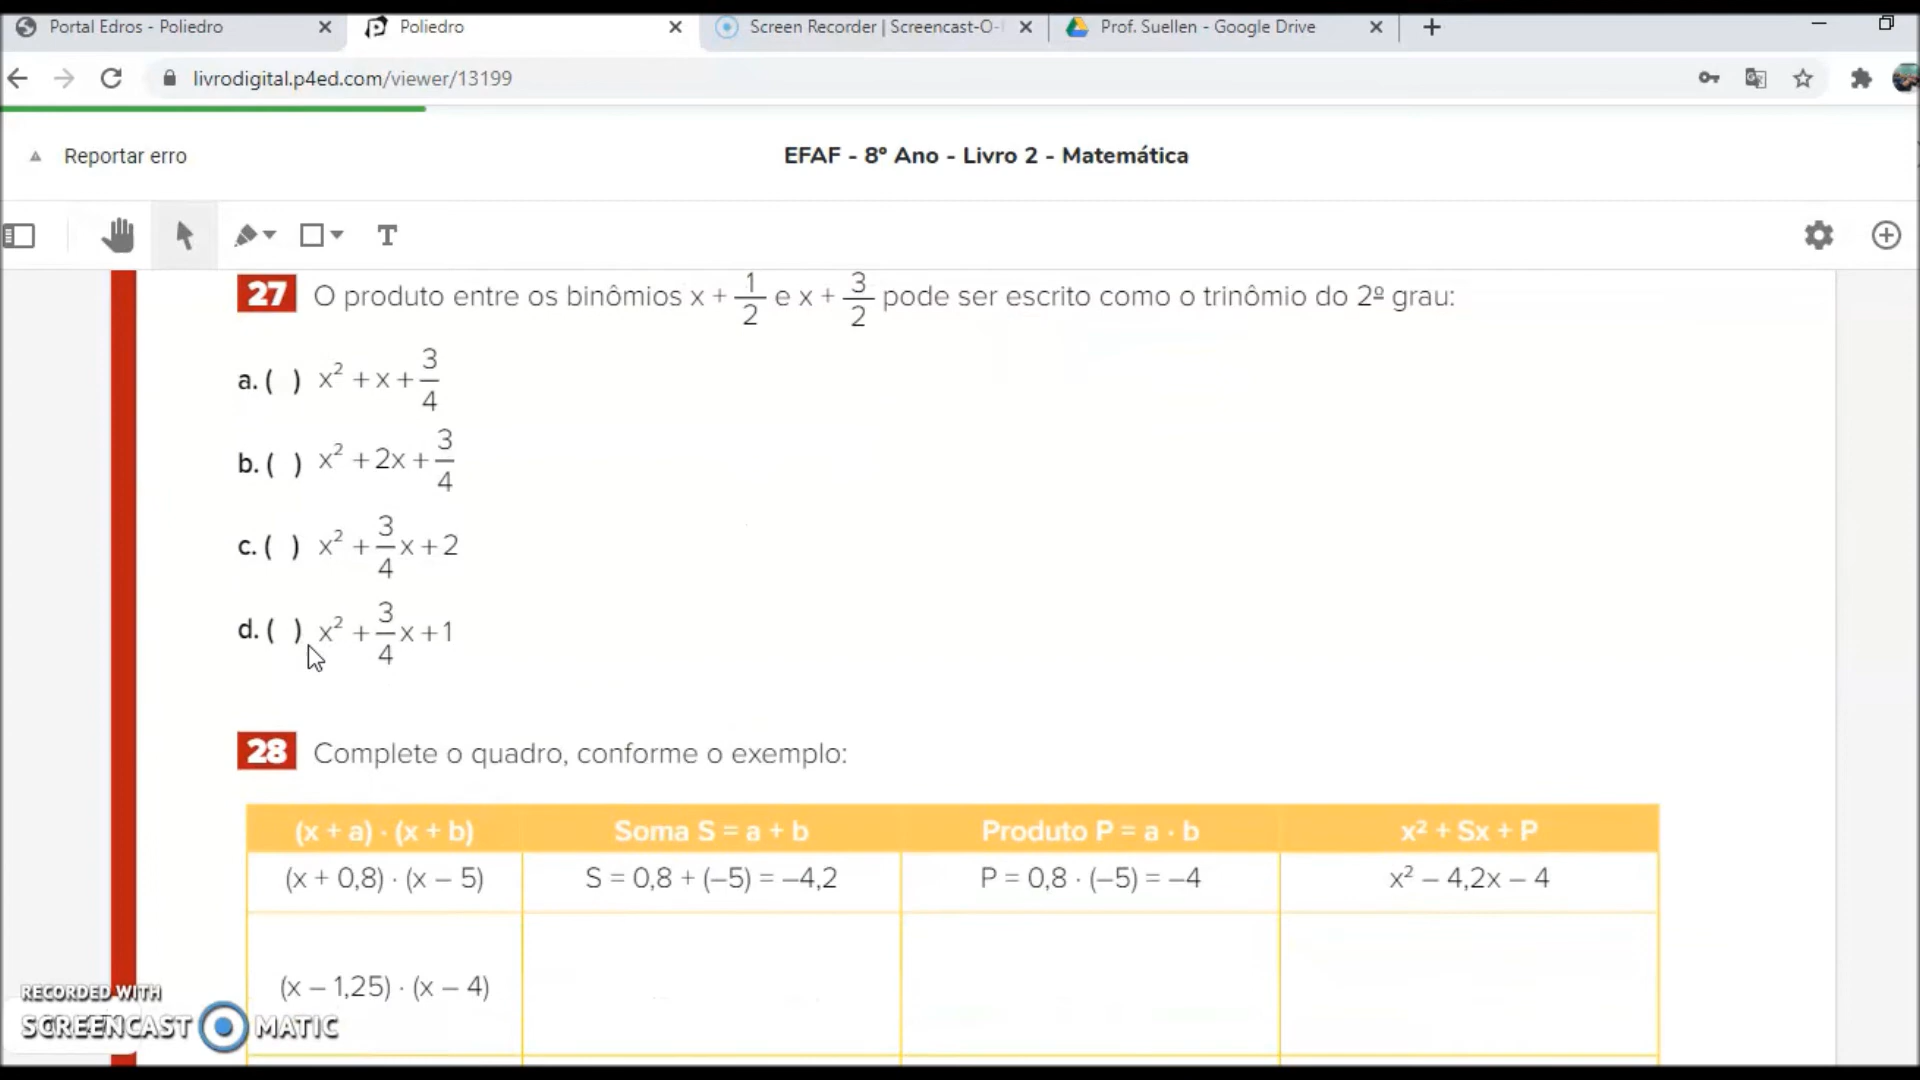 Portal Edros - Poliedro
Poliedro
Screen Recorder | Screencast-O-
Prof. Suellen - Google Drive
livrodigital.p4ed.com/viewer/13199
Reportar erro
EFAF - 8º Ano - Livro 2 - Matemática
T
27 O produto entre os binômios x + 1/2 e x + 3/2 pode ser escrito como o trinômio do 2º grau:
a. ( ) x² + x + 3/4
b. ( ) x² + 2x + 3/4
c. ( ) x² + 3/4 x + 2
d. ( ) x² + 3/4 x + 1
28 Complete o quadro, conforme o exemplo:
(x + a) · (x + b) Soma S = a + b Produto P = a · b x² + Sx + P
(x + 0,8) · (x – 5) S = 0,8 + (–5) = –4,2 P = 0,8 · (–5) = –4 x² – 4,2x – 4
(x – 1,25) · (x – 4)
RECORDED WITH
SCREENCAST MATIC